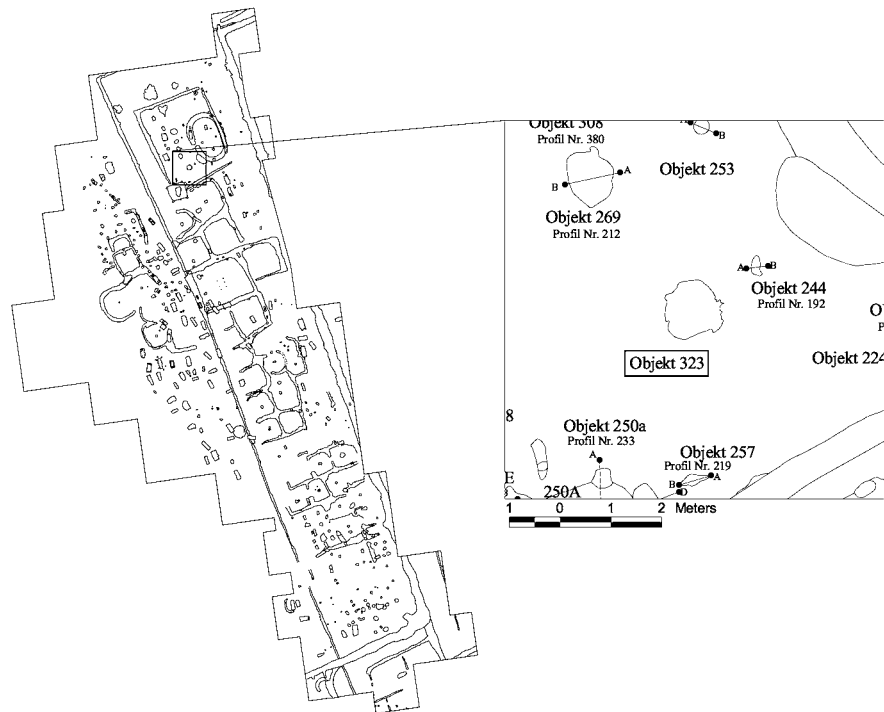 Objekt 308
Profil Nr. 380
B
Objekt 253
A
B
Objekt 269
Profil Nr. 212
A
B
Objekt 244
Profil Nr. 192
Objekt 323
Objekt 224
8
Objekt 250a
Profil Nr. 233
A
Objekt 257
Profil Nr. 219
A
B
D
E
250A
1 0 1 2 Meters